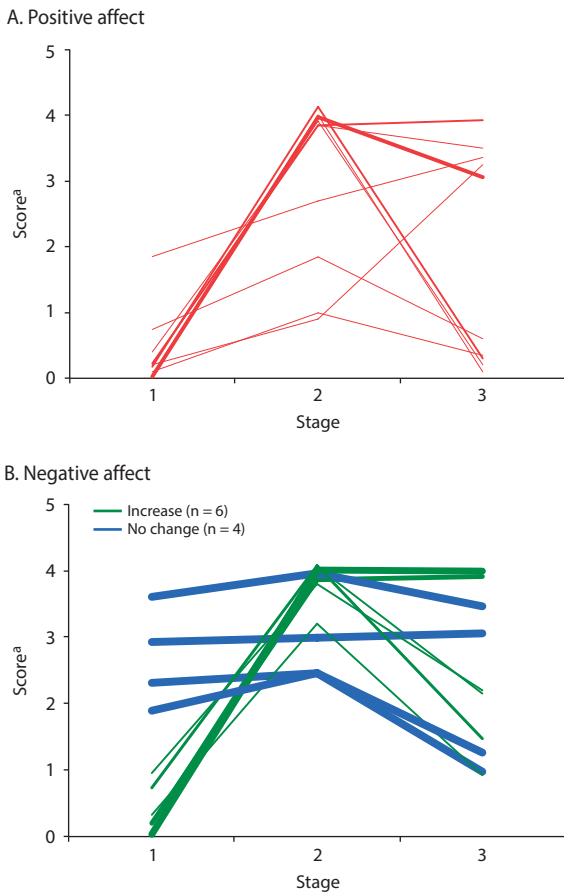 A. Positive affect
5
4
3
2
1
0
Scoreᵃ
1 2 3
Stage
B. Negative affect
5
4
3
2
1
0
Increase (n = 6)
No change (n = 4)
Scoreᵃ
1 2 3
Stage